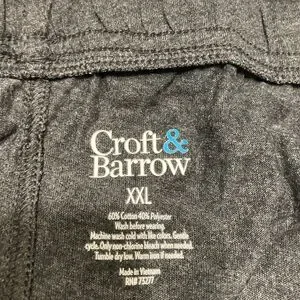 Croft&
Barrow
XXL
60% Cotton 40% Polyester
Wash before wearing.
Machine wash cold with like colors. Gentle
cycle. Only non-chlorine bleach when needed.
Tumble dry low. Warm iron if needed.
Made in Vietnam
RN# 73277